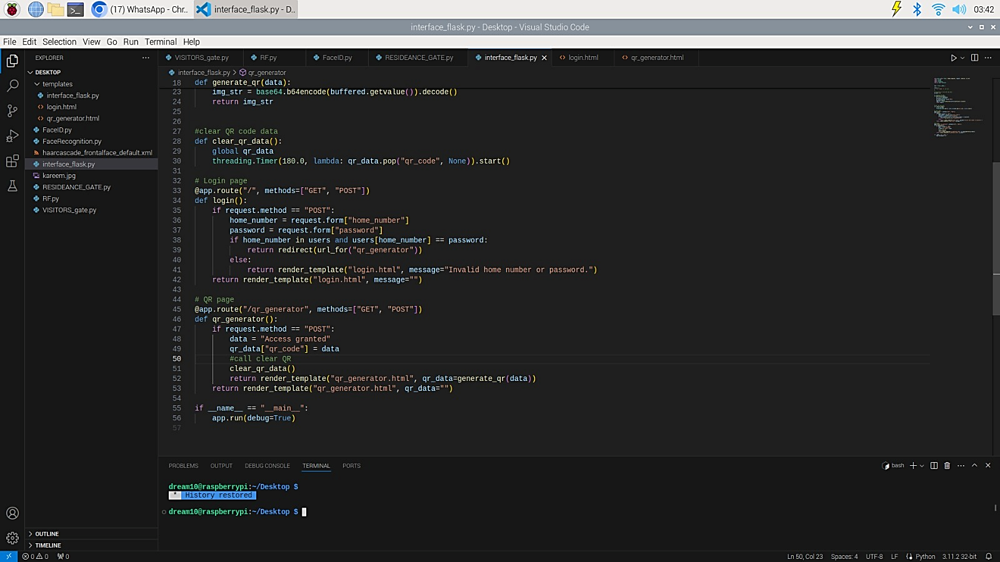 (17) WhatsApp - Chr..
interface_flask.py - D..
03:42
interface_flask.py - Desktop - Visual Studio Code
File Edit Selection View Go Run Terminal Help
EXPLORER
DESKTOP
templates
interface_flask.py
login.html
qr_generator.html
FaceID.py
FaceRecognition.py
haarcascade_frontalface_default.xml
interface_flask.py
kareem.jpg
RESIDEANCE_GATE.py
RF.py
VISITORS_gate.py
OUTLINE
TIMELINE
VISITORS_gate.py RF.py FaceID.py RESIDEANCE_GATE.py interface_flask.py login.html qr_generator.html
interface_flask.py > qr_generator
18 def generate_qr(data):
23 img_str = base64.b64encode(buffered.getvalue()).decode()
24 return img_str
25
26
27 #clear QR code data
28 def clear_qr_data():
29 global qr_data
30 threading.Timer(180.0, lambda: qr_data.pop("qr_code", None)).start()
31
32 # Login page
33 @app.route("/", methods=["GET", "POST"])
34 def login():
35 if request.method == "POST":
36 home_number = request.form["home_number"]
37 password = request.form["password"]
38 if home_number in users and users[home_number] == password:
39 return redirect(url_for("qr_generator"))
40 else:
41 return render_template("login.html", message="Invalid home number or password.")
42 return render_template("login.html", message="")
43
44 # QR page
45 @app.route("/qr_generator", methods=["GET", "POST"])
46 def qr_generator():
47 if request.method == "POST":
48 data = "Access granted"
49 qr_data["qr_code"] = data
50 #call clear QR
51 clear_qr_data()
52 return render_template("qr_generator.html", qr_data=generate_qr(data))
53 return render_template("qr_generator.html", qr_data="")
54
55 if __name__ == "__main__":
56 app.run(debug=True)
57
PROBLEMS OUTPUT DEBUG CONSOLE TERMINAL PORTS
bash
dream10@raspberrypi:~/Desktop $
* History restored
dream10@raspberrypi:~/Desktop $
0 0 0
Ln 50, Col 23 Spaces: 4 UTF-8 LF Python 3.11.2 32-bit